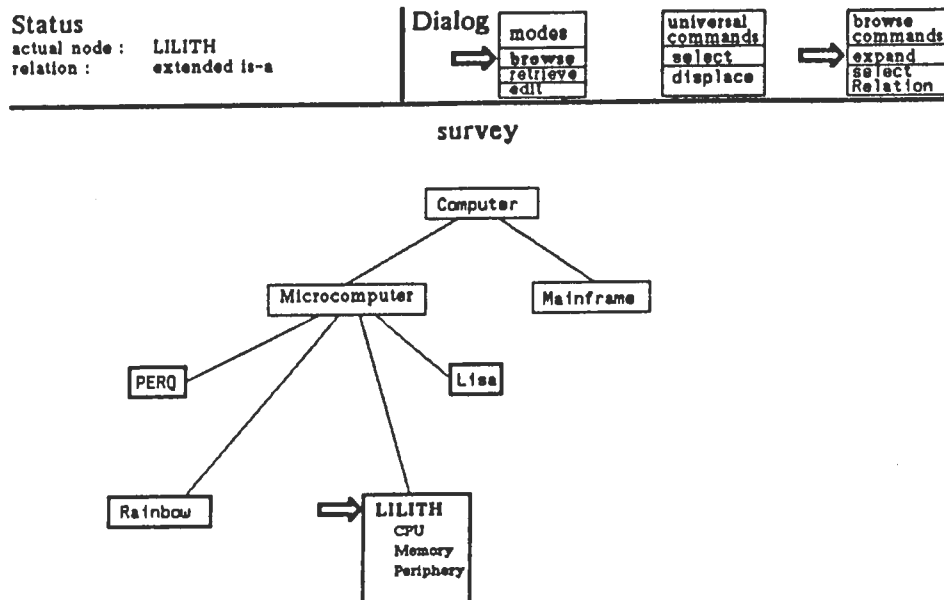 Status
actual node : LILITH
relation : extended is-a
Dialog
modes
browse
retrieve
edit
universal
commands
select
displace
browse
commands
expand
select
Relation
survey
Computer
Microcomputer
Mainframe
PERQ
Lisa
Rainbow
LILITH
CPU
Memory
Periphery